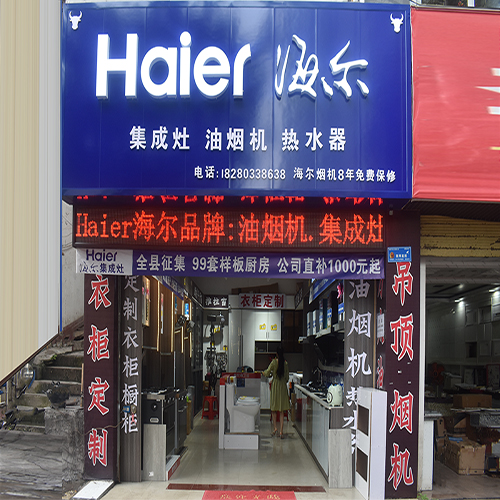 Haier 海尔
集成灶 油烟机 热水器
电话:18280338638 海尔烟机8年免费保修
Haier海尔品牌:油烟机.集成灶
Haier 海尔
集成灶
全县征集 99套样板厨房 公司直补1000元起
衣柜定制
衣柜定制
定制衣柜橱柜
油烟机
吊顶
烟机